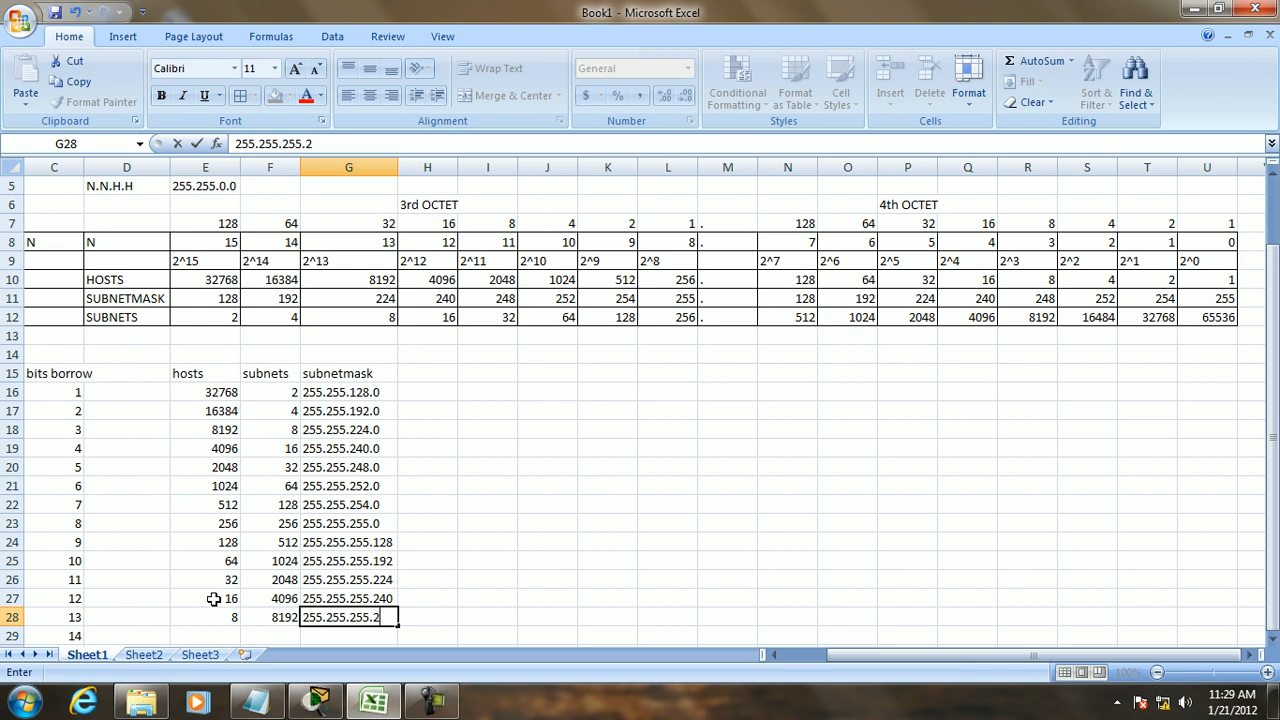 Book1 - Microsoft Excel
Home Insert Page Layout Formulas Data Review View
Paste Cut Copy Format Painter Clipboard
Calibri 11 A A B I U A Font
Wrap Text Merge & Center Alignment
General $ % , Number
Conditional Formatting Format as Table Cell Styles Styles
Insert Delete Format Cells
Σ AutoSum Fill Clear Sort & Filter Find & Select Editing
G28 fx 255.255.255.2
C D E F G H I J K L M N O P Q R S T U
5 N.N.H.H 255.255.0.0
6 3rd OCTET 4th OCTET
7 128 64 32 16 8 4 2 1 . 128 64 32 16 8 4 2 1
8 N N 15 14 13 12 11 10 9 8 . 7 6 5 4 3 2 1 0
9 2^15 2^14 2^13 2^12 2^11 2^10 2^9 2^8 2^7 2^6 2^5 2^4 2^3 2^2 2^1 2^0
10 HOSTS 32768 16384 8192 4096 2048 1024 512 256 . 128 64 32 16 8 4 2 1
11 SUBNETMASK 128 192 224 240 248 252 254 255 . 128 192 224 240 248 252 254 255
12 SUBNETS 2 4 8 16 32 64 128 256 . 512 1024 2048 4096 8192 16484 32768 65536
13
14
15 bits borrow hosts subnets subnetmask
16 1 32768 2 255.255.128.0
17 2 16384 4 255.255.192.0
18 3 8192 8 255.255.224.0
19 4 4096 16 255.255.240.0
20 5 2048 32 255.255.248.0
21 6 1024 64 255.255.252.0
22 7 512 128 255.255.254.0
23 8 256 256 255.255.255.0
24 9 128 512 255.255.255.128
25 10 64 1024 255.255.255.192
26 11 32 2048 255.255.255.224
27 12 16 4096 255.255.255.240
28 13 8 8192 255.255.255.2
29 14
Sheet1 Sheet2 Sheet3
Enter 100%
11:29 AM
1/21/2012